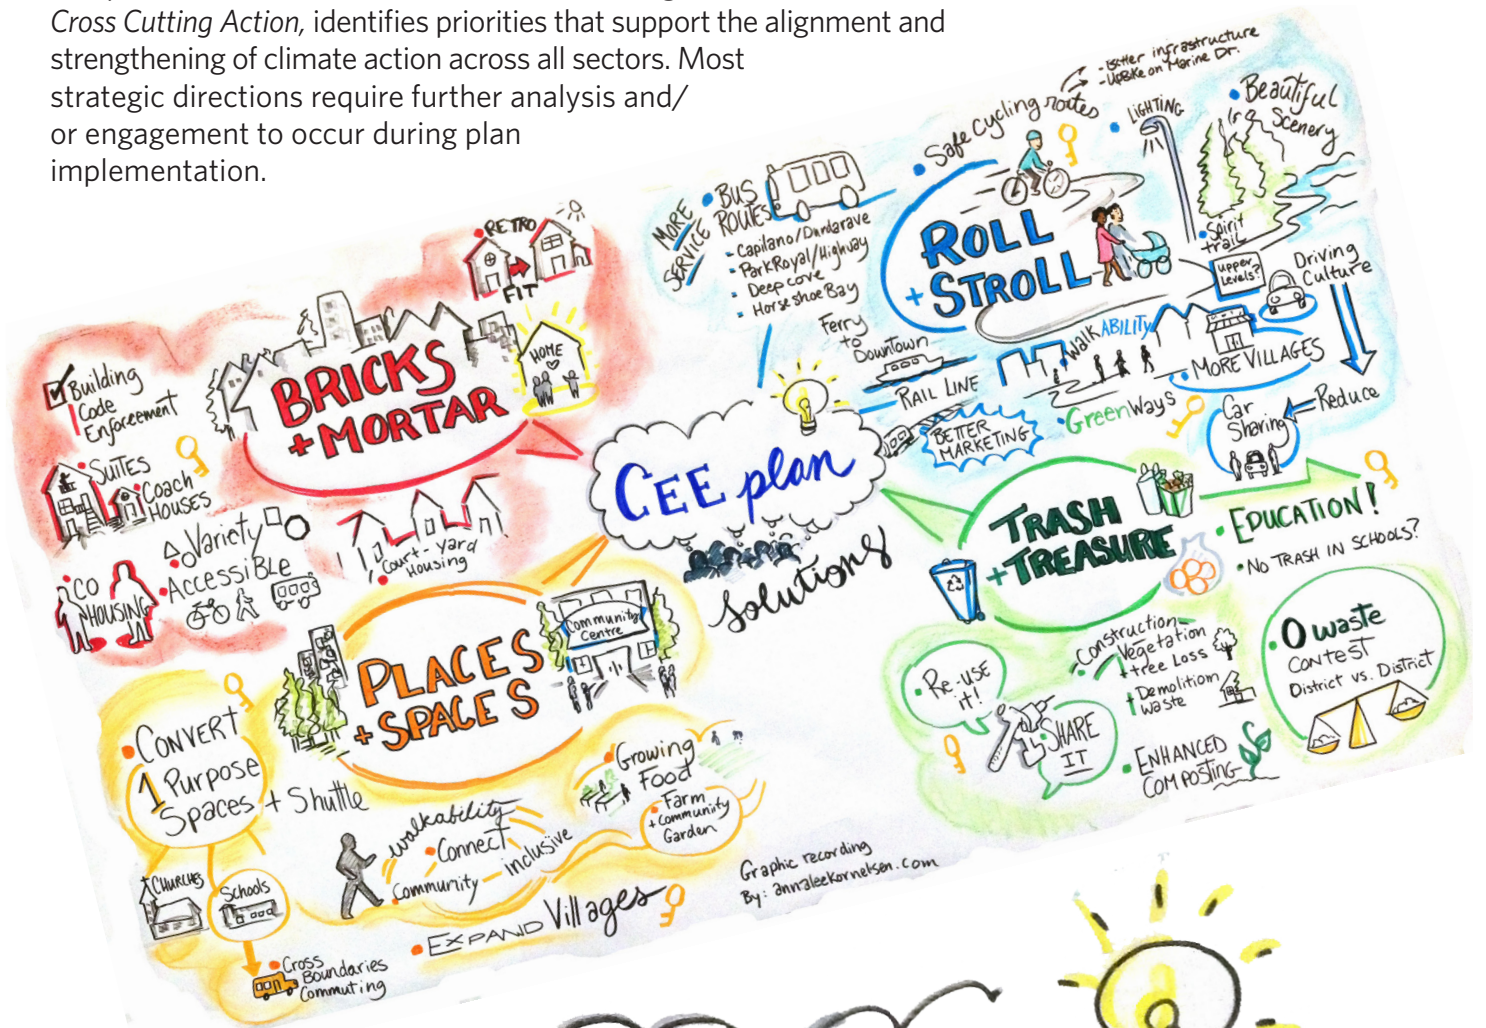 Cross Cutting Action, identifies priorities that support the alignment and
strengthening of climate action across all sectors. Most
strategic directions require further analysis and/
or engagement to occur during plan
implementation.
RETRO
FIT
BRICKS
+ MORTAR
HOME
Building
Code
Enforcement
SUITES
Coach
HOUSES
Variety
ACCESSIBLE
CO
HOUSING
Court-Yard
Housing
MORE
SERVICE
BUS
ROUTES
- Capilano/Dundarave
- ParkRoyal/Highway
- Deep cove
- Horseshoe Bay
Safe Cycling routes
- Better infrastructure
- UpBike on Marine Dr.
LIGHTING
Beautiful
Scenery
ROLL
+ STROLL
Spirit
trail
upper
levels?
Driving
Culture
Ferry
to
Downtown
RAIL LINE
BETTER
MARKETING
WalkABILITY
MORE VILLAGES
GreenWays
Car
Sharing
Reduce
CEE plan
Solutions
TRASH
+ TREASURE
EDUCATION!
NO TRASH IN SCHOOLS?
Re-use
it!
SHARE
IT
Construction
Vegetation
+ tree Loss
+ Demolition
waste
ENHANCED
COMPOSTING
0 waste
contest
District vs. District
PLACES
+ SPACES
Community
Centre
CONVERT
1 Purpose
Spaces + Shuttle
CHURCHES
Schools
Cross
Boundaries
Commuting
walkability
Connect
Community
inclusive
Growing
Food
Farm
+ Community
Garden
EXPAND Villages
Graphic recording
By: annaleekornelsen.com